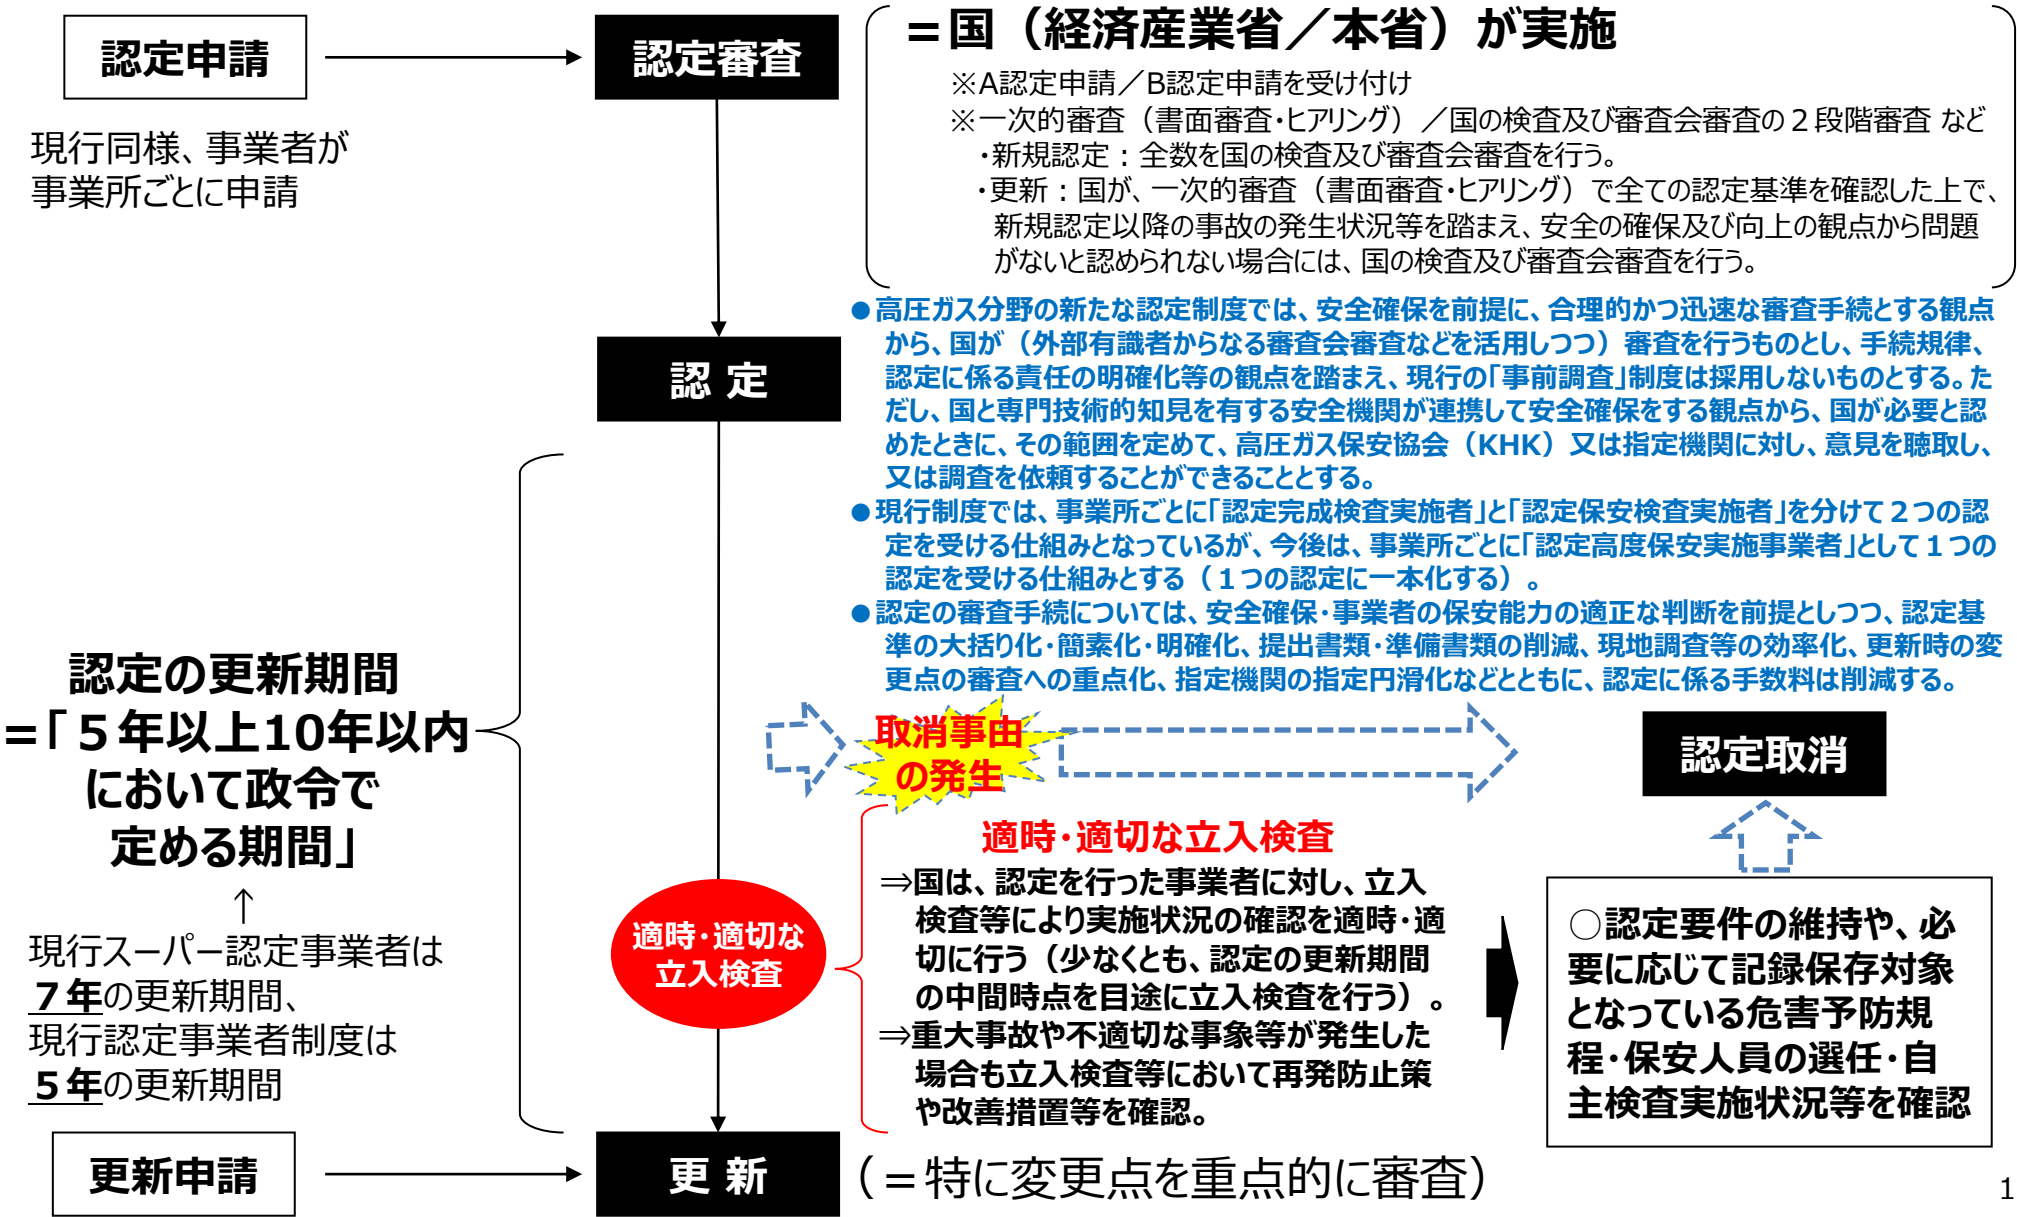 認定申請
認定審査
＝国（経済産業省／本省）が実施
※A認定申請／B認定申請を受け付け
※一次的審査（書面審査・ヒアリング）／国の検査及び審査会審査の２段階審査 など
・新規認定：全数を国の検査及び審査会審査を行う。
・更新：国が、一次的審査（書面審査・ヒアリング）で全ての認定基準を確認した上で、
新規認定以降の事故の発生状況等を踏まえ、安全の確保及び向上の観点から問題
がないと認められない場合には、国の検査及び審査会審査を行う。
現行同様、事業者が
事業所ごとに申請
認 定
●高圧ガス分野の新たな認定制度では、安全確保を前提に、合理的かつ迅速な審査手続とする観点
から、国が（外部有識者からなる審査会審査などを活用しつつ）審査を行うものとし、手続規律、
認定に係る責任の明確化等の観点を踏まえ、現行の「事前調査」制度は採用しないものとする。た
だし、国と専門技術的知見を有する安全機関が連携して安全確保をする観点から、国が必要と認
めたときに、その範囲を定めて、高圧ガス保安協会（KHK）又は指定機関に対し、意見を聴取し、
又は調査を依頼することができることとする。
●現行制度では、事業所ごとに「認定完成検査実施者」と「認定保安検査実施者」を分けて２つの認
定を受ける仕組みとなっているが、今後は、事業所ごとに「認定高度保安実施事業者」として１つの
認定を受ける仕組みとする（１つの認定に一本化する）。
●認定の審査手続については、安全確保・事業者の保安能力の適正な判断を前提としつつ、認定基
準の大括り化・簡素化・明確化、提出書類・準備書類の削減、現地調査等の効率化、更新時の変
更点の審査への重点化、指定機関の指定円滑化などとともに、認定に係る手数料は削減する。
認定の更新期間
＝「５年以上10年以内
において政令で
定める期間」
↑
現行スーパー認定事業者は
７年の更新期間、
現行認定事業者制度は
５年の更新期間
取消事由
の発生
認定取消
適時・適切な
立入検査
適時・適切な立入検査
⇒国は、認定を行った事業者に対し、立入
検査等により実施状況の確認を適時・適
切に行う（少なくとも、認定の更新期間
の中間時点を目途に立入検査を行う）。
⇒重大事故や不適切な事象等が発生した
場合も立入検査等において再発防止策
や改善措置等を確認。
○認定要件の維持や、必
要に応じて記録保存対象
となっている危害予防規
程・保安人員の選任・自
主検査実施状況等を確認
更新申請
更 新
（＝特に変更点を重点的に審査）
1